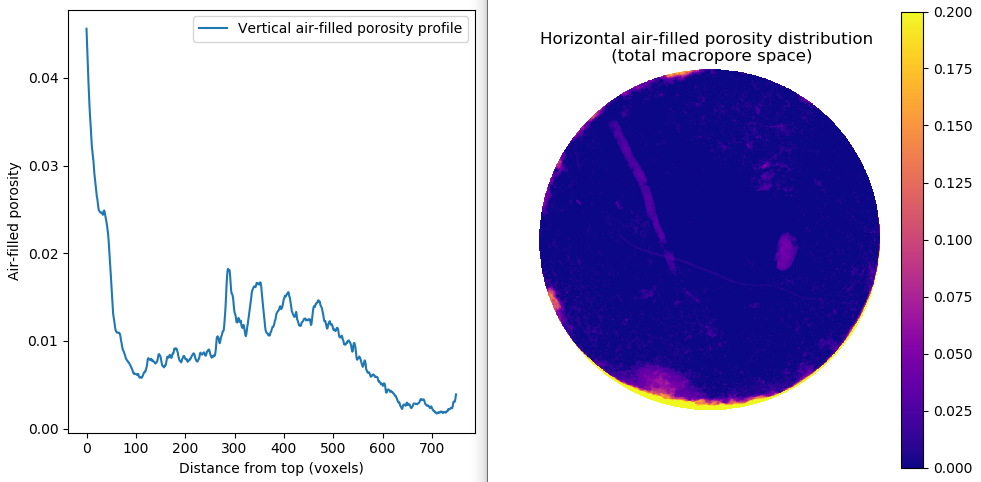 Vertical air-filled porosity profile
Air-filled porosity
0.04
0.03
0.02
0.01
0.00
0 100 200 300 400 500 600 700
Distance from top (voxels)
Horizontal air-filled porosity distribution
(total macropore space)
0.200
0.175
0.150
0.125
0.100
0.075
0.050
0.025
0.000